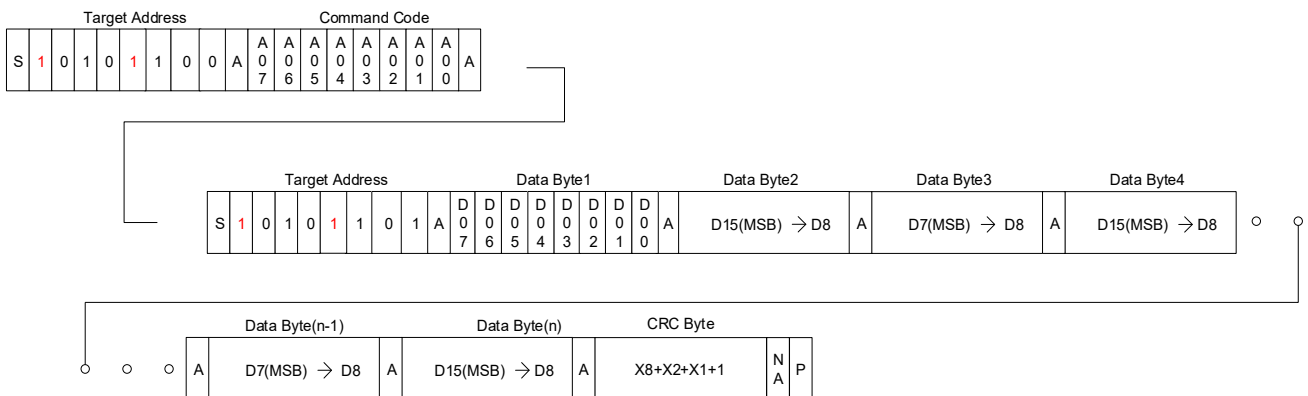 Target Address Command Code
S 1 0 1 0 1 1 0 0 A A07 A06 A05 A04 A03 A02 A01 A00 A
Target Address Data Byte1 Data Byte2 Data Byte3 Data Byte4
S 1 0 1 0 1 1 0 1 A D07 D06 D05 D04 D03 D02 D01 D00 A D15(MSB) → D8 A D7(MSB) → D8 A D15(MSB) → D8
Data Byte(n-1) Data Byte(n) CRC Byte
A D7(MSB) → D8 A D15(MSB) → D8 A X8+X2+X1+1 NA P